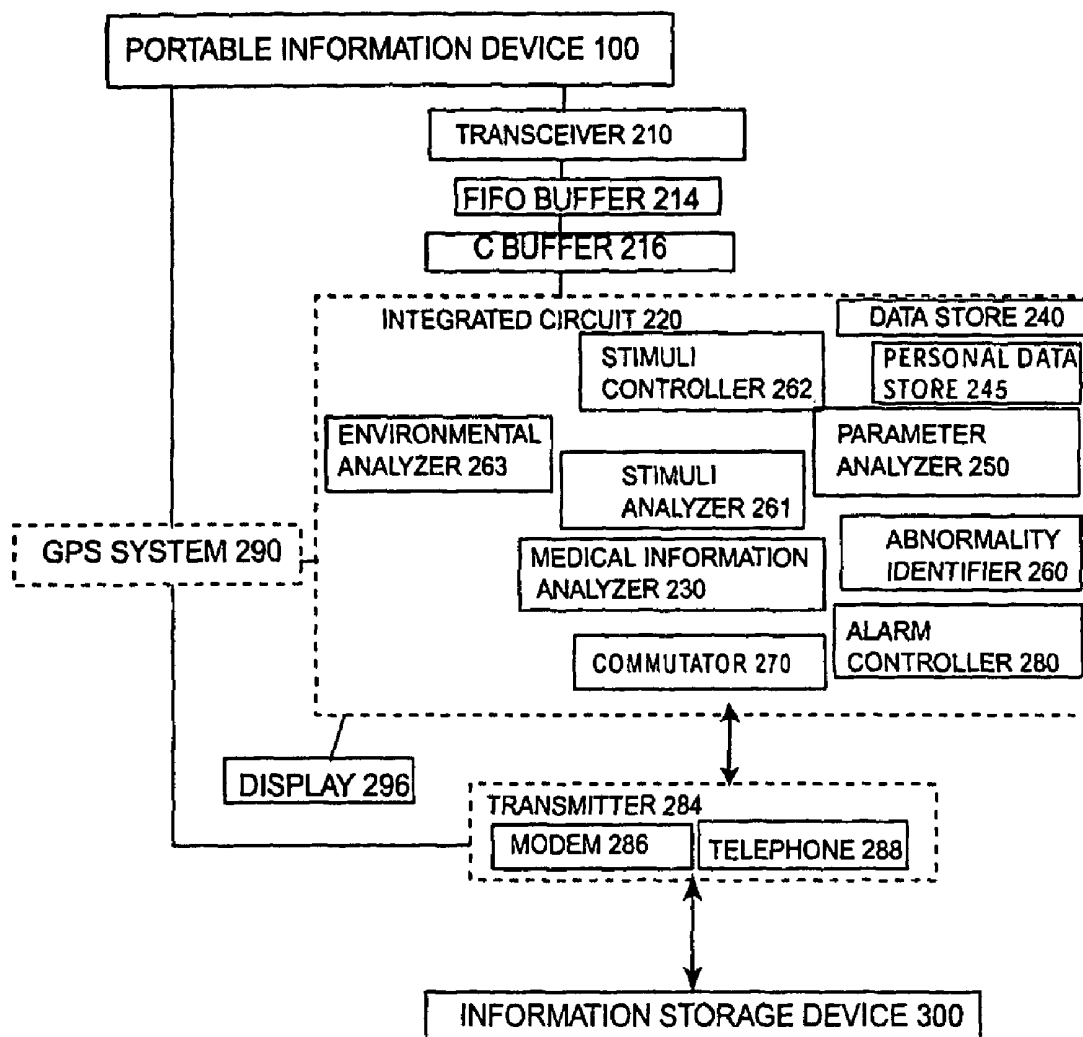 PORTABLE INFORMATION DEVICE 100
TRANSCEIVER 210
FIFO BUFFER 214
C BUFFER 216
INTEGRATED CIRCUIT 220
DATA STORE 240
STIMULI
CONTROLLER 262
PERSONAL DATA
STORE 245
ENVIRONMENTAL
ANALYZER 263
PARAMETER
ANALYZER 250
STIMULI
ANALYZER 261
GPS SYSTEM 290
MEDICAL INFORMATION
ANALYZER 230
ABNORMALITY
IDENTIFIER 260
COMMUTATOR 270
ALARM
CONTROLLER 280
DISPLAY 296
TRANSMITTER 284
MODEM 286
TELEPHONE 288
INFORMATION STORAGE DEVICE 300